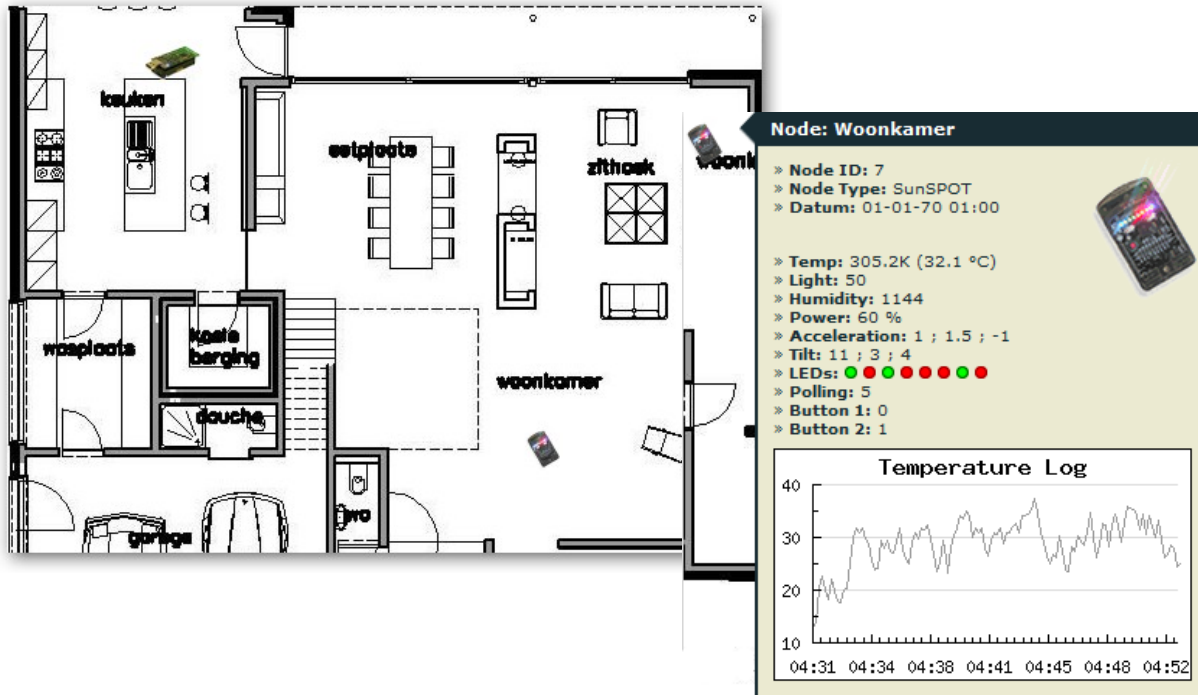 keuken
eetplaats
zithoek
woonk
wasplaats
koele
berging
woonkamer
douche
wc
garage
Node: Woonkamer
» Node ID: 7
» Node Type: SunSPOT
» Datum: 01-01-70 01:00
» Temp: 305.2K (32.1 °C)
» Light: 50
» Humidity: 1144
» Power: 60 %
» Acceleration: 1 ; 1.5 ; -1
» Tilt: 11 ; 3 ; 4
» LEDs:
» Polling: 5
» Button 1: 0
» Button 2: 1
Temperature Log
40
30
20
10
04:31 04:34 04:38 04:41 04:45 04:48 04:52